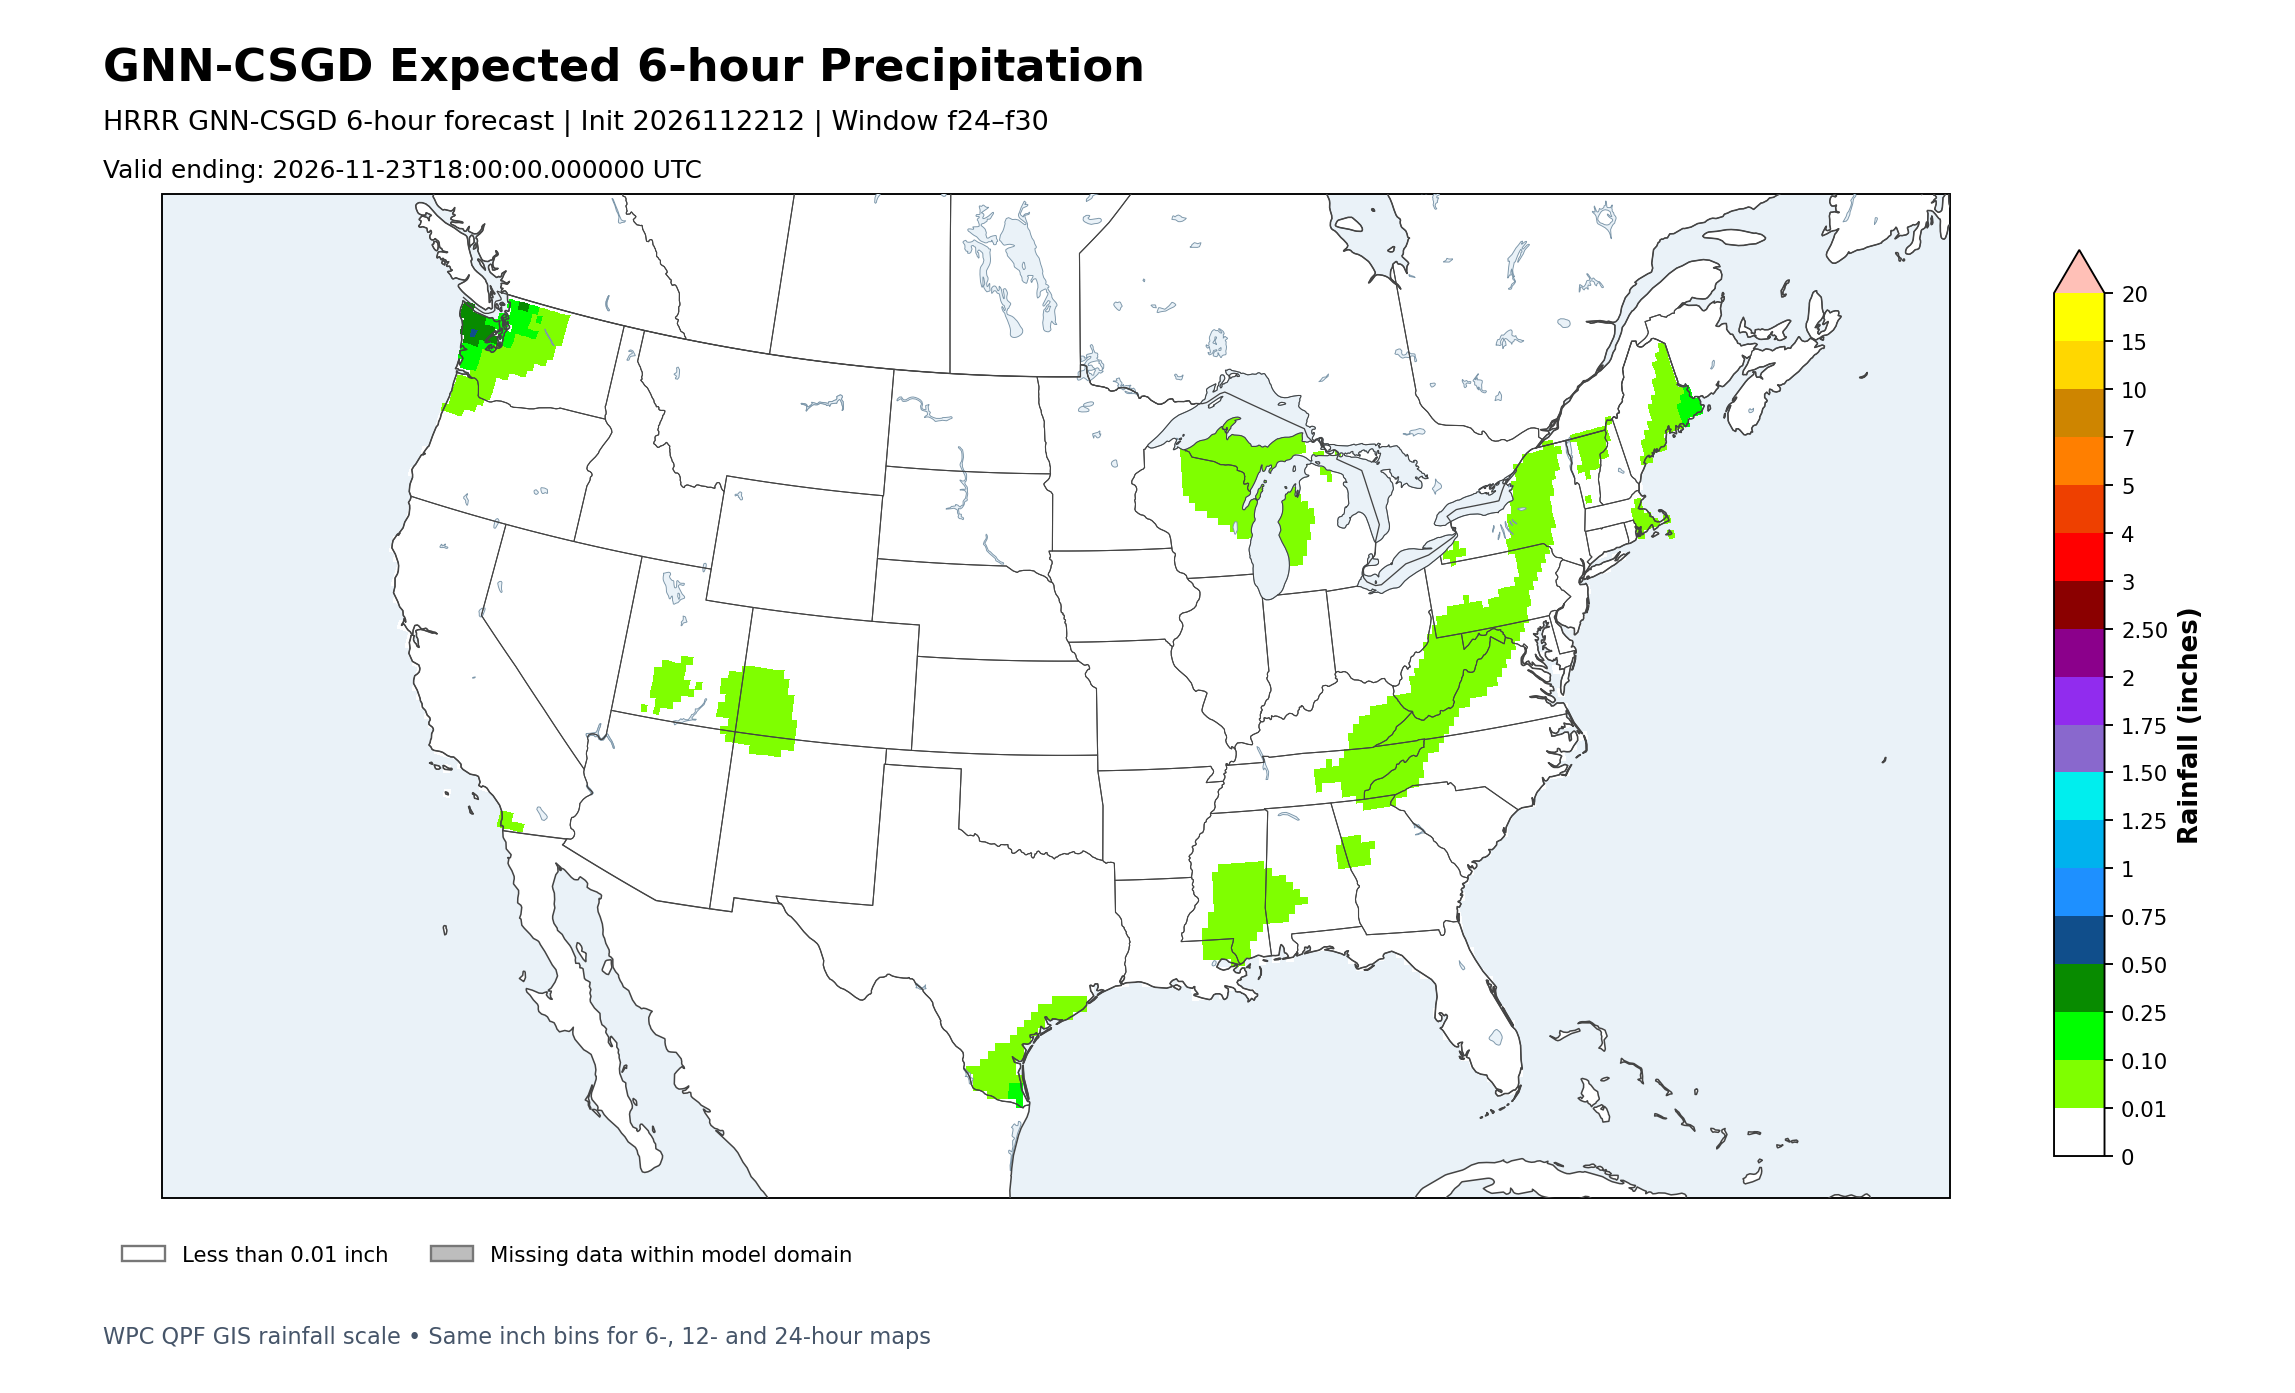 GNN-CSGD Expected 6-hour Precipitation
HRRR GNN-CSGD 6-hour forecast | Init 2026112212 | Window f24–f30
Valid ending: 2026-11-23T18:00:00.000000 UTC
20
15
10
7
5
4
3
2.50
2
1.75
1.50
1.25
1
0.75
0.50
0.25
0.10
0.01
0
Rainfall (inches)
Less than 0.01 inch
Missing data within model domain
WPC QPF GIS rainfall scale • Same inch bins for 6-, 12- and 24-hour maps